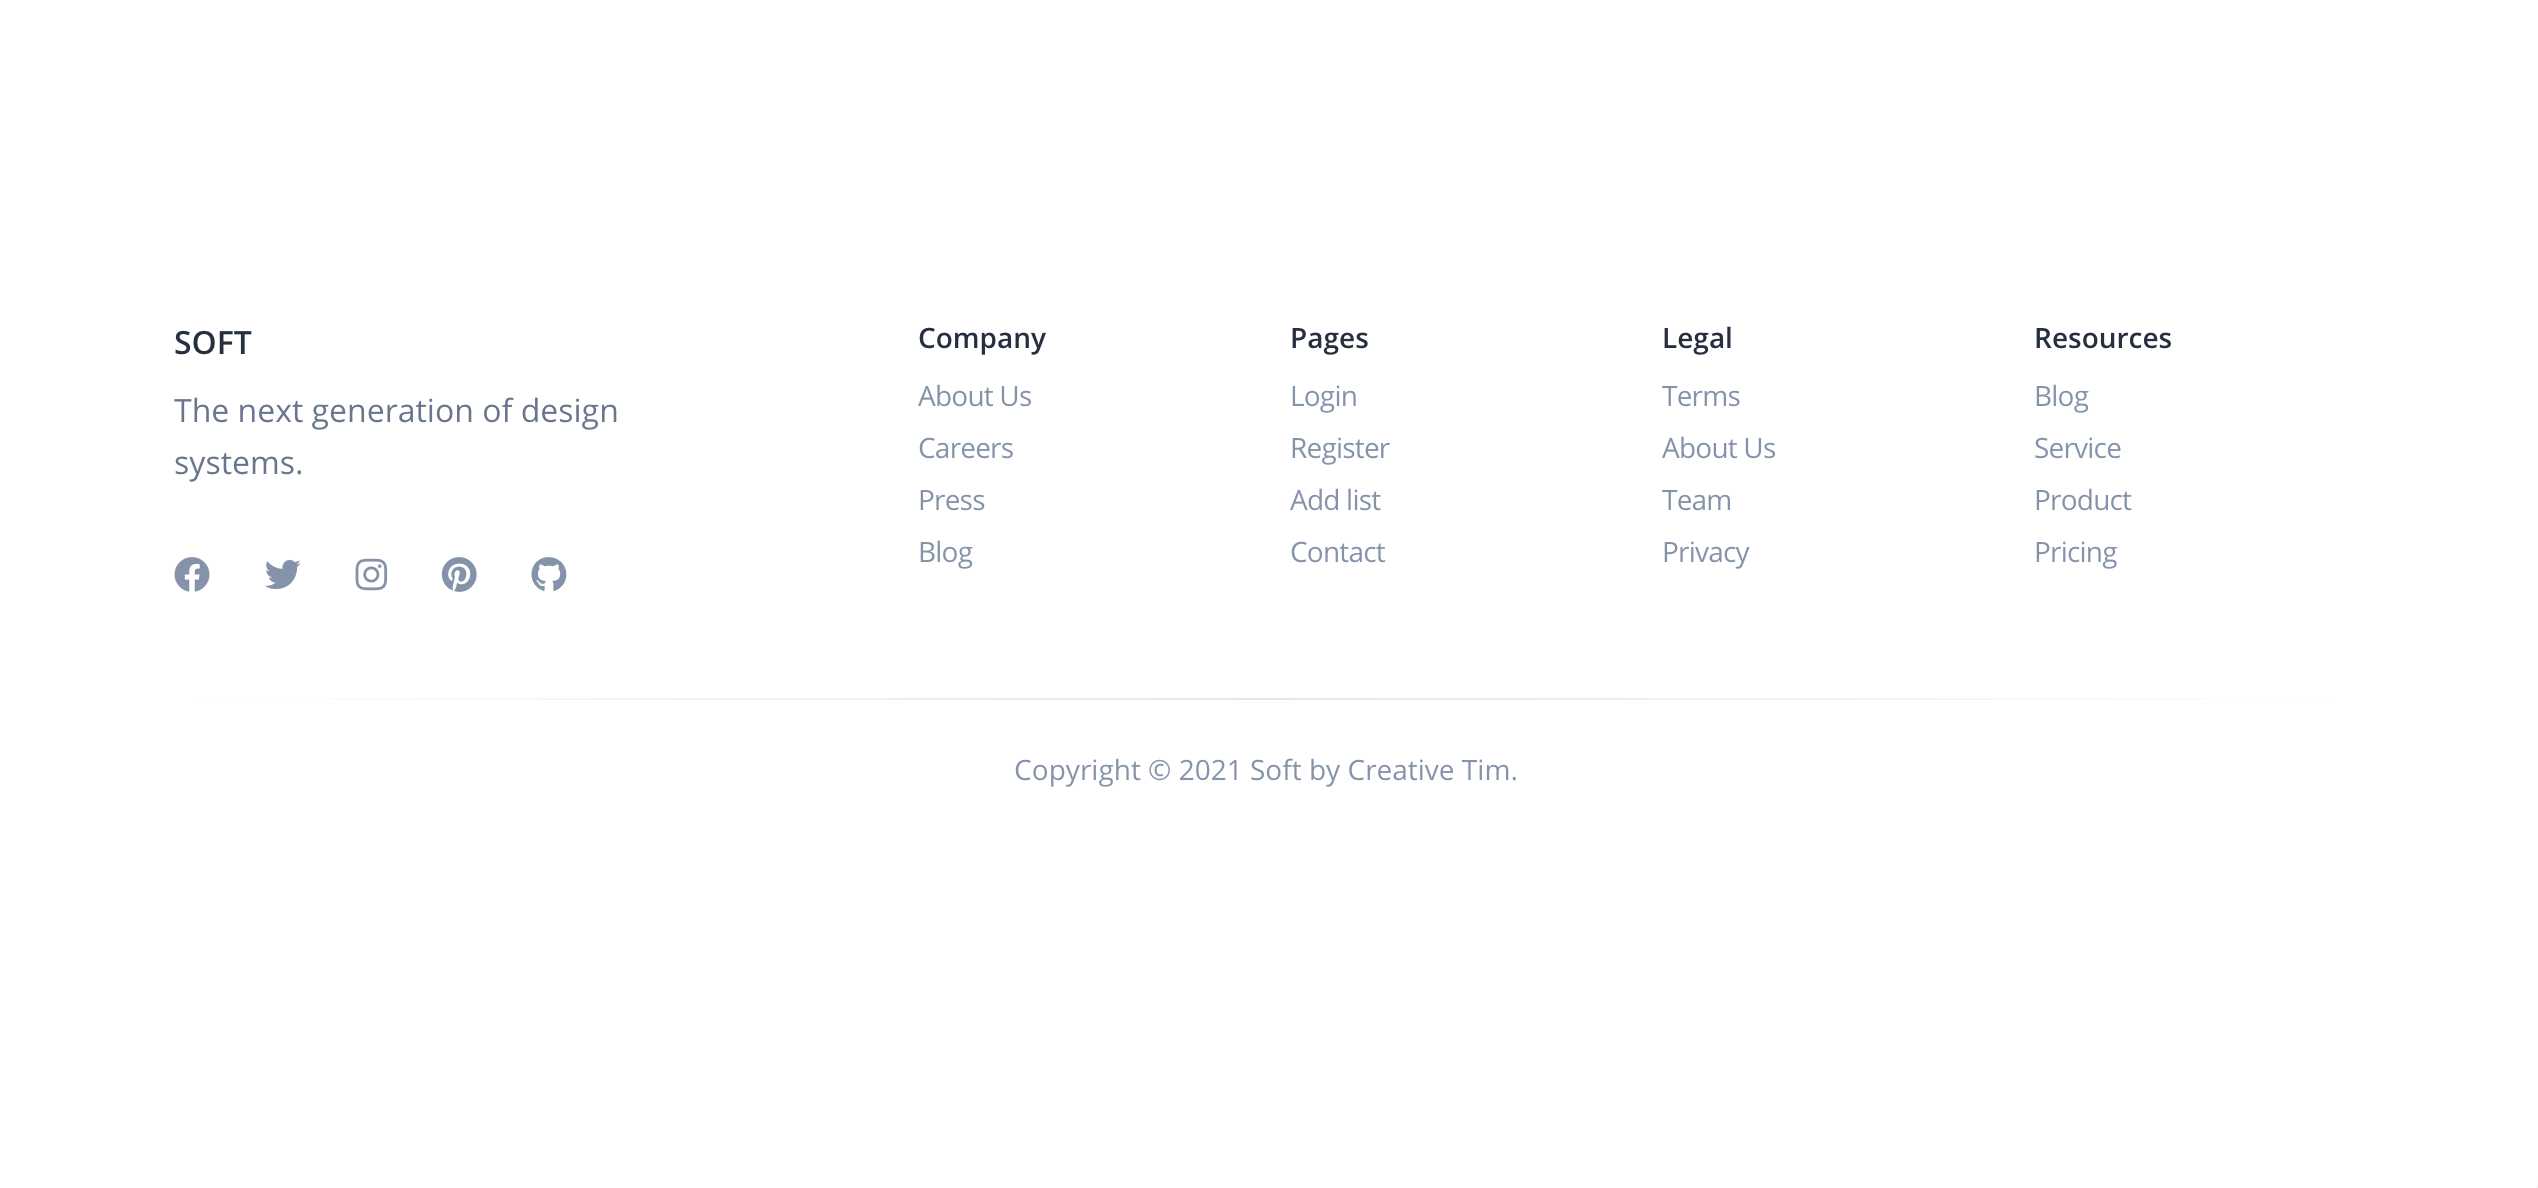 SOFT
The next generation of design
systems.
Company
About Us
Careers
Press
Blog
Pages
Login
Register
Add list
Contact
Legal
Terms
About Us
Team
Privacy
Resources
Blog
Service
Product
Pricing
Copyright © 2021 Soft by Creative Tim.